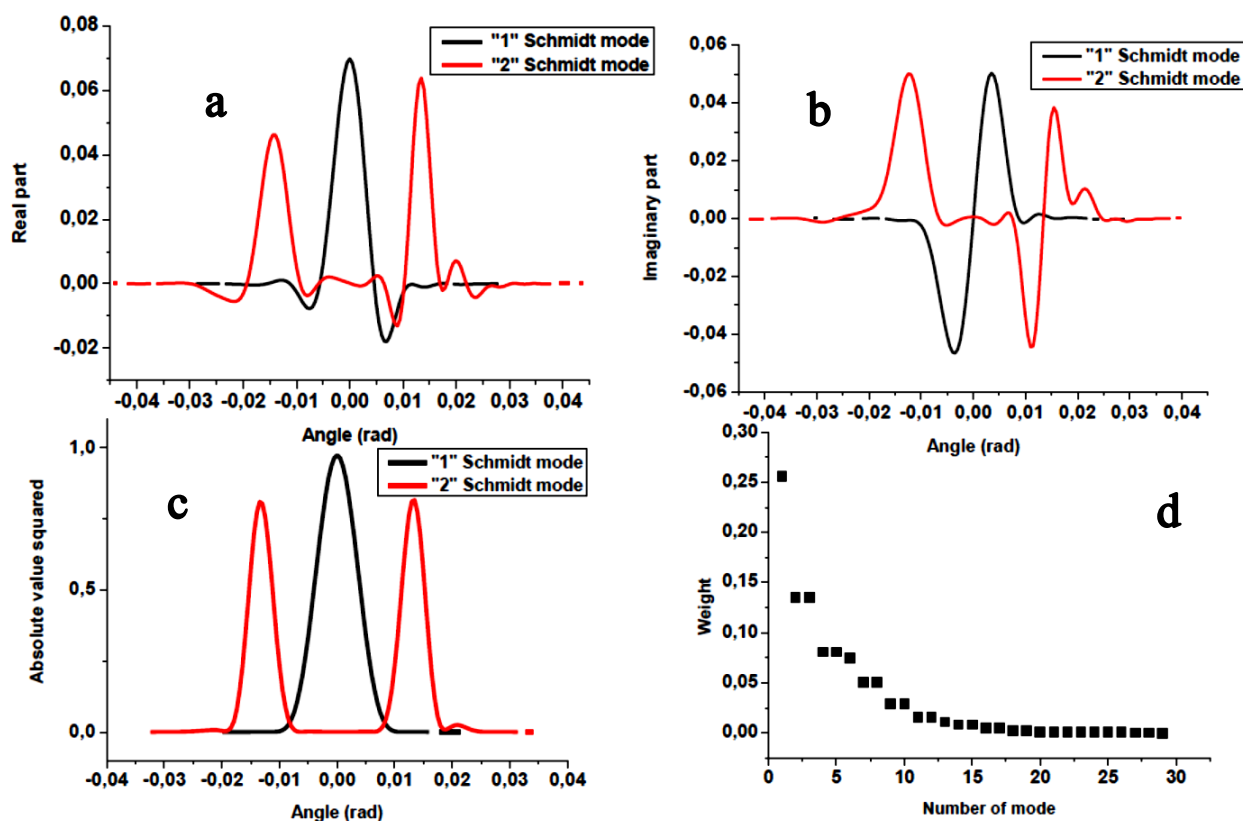 0,08
0,06
0,04
0,02
0,00
-0,02
Real part
a
"1" Schmidt mode
"2" Schmidt mode
-0,04 -0,03 -0,02 -0,01 0,00 0,01 0,02 0,03 0,04
Angle (rad)
0,06
0,04
0,02
0,00
-0,02
-0,04
-0,06
Imaginary part
b
"1" Schmidt mode
"2" Schmidt mode
-0,04 -0,03 -0,02 -0,01 0,00 0,01 0,02 0,03 0,04
Angle (rad)
1,0
0,5
0,0
Absolute value squared
c
"1" Schmidt mode
"2" Schmidt mode
-0,04 -0,03 -0,02 -0,01 0,00 0,01 0,02 0,03 0,04
Angle (rad)
0,30
0,25
0,20
0,15
0,10
0,05
0,00
Weight
d
0 5 10 15 20 25 30
Number of mode